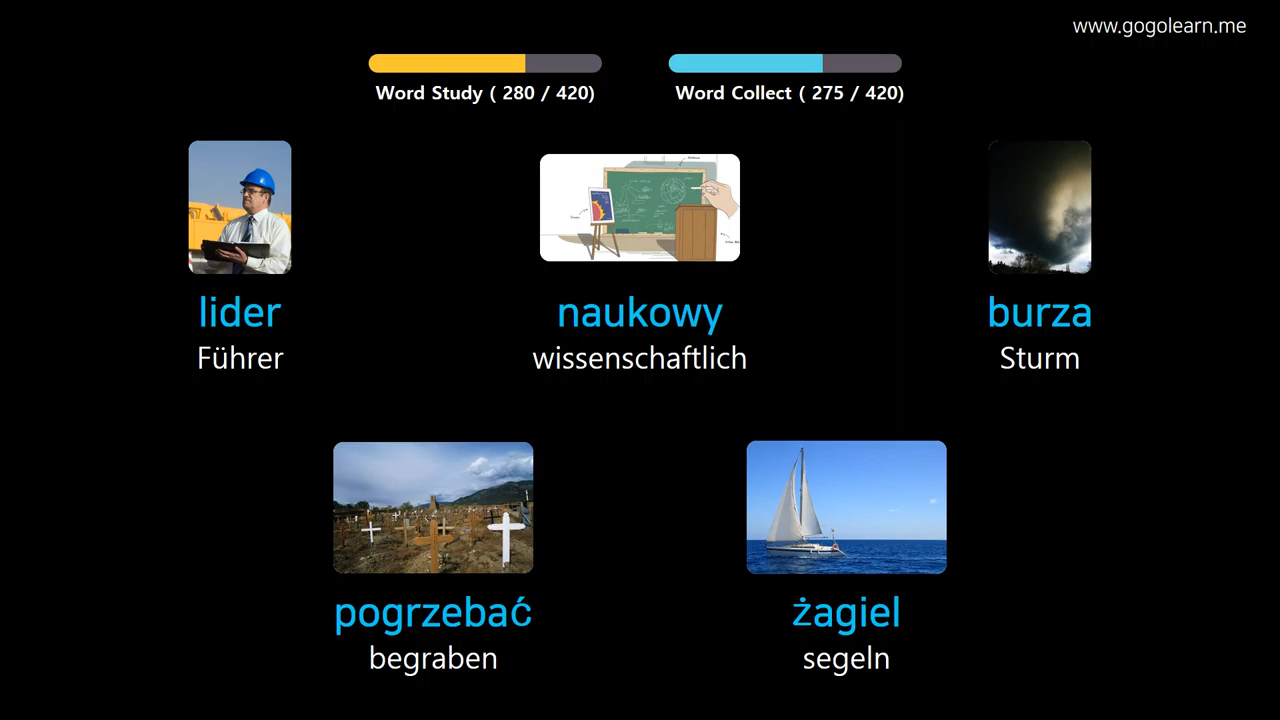 www.gogolearn.me
Word Study ( 280 / 420)
Word Collect ( 275 / 420)
lider
Führer
naukowy
wissenschaftlich
burza
Sturm
pogrzebać
begraben
żagiel
segeln